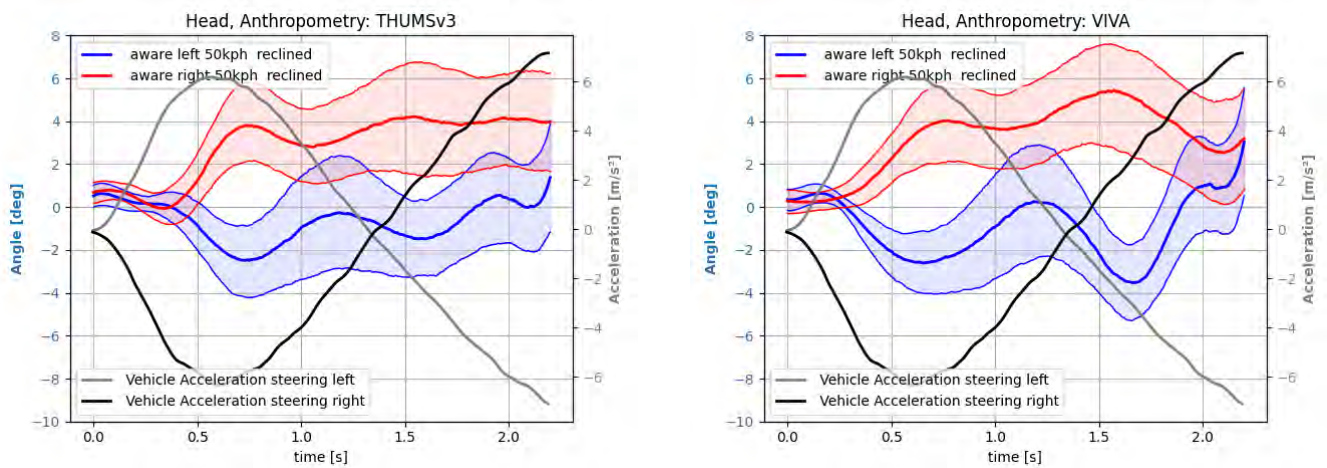 Head, Anthropometry: THUMSv3
8
6
4
2
0
−2
−4
−6
−8
−10
Angle [deg]
aware left 50kph reclined
aware right 50kph reclined
Vehicle Acceleration steering left
Vehicle Acceleration steering right
6
4
2
0
−2
−4
−6
Acceleration [m/s²]
0.0 0.5 1.0 1.5 2.0
time [s]
Head, Anthropometry: VIVA
8
6
4
2
0
−2
−4
−6
−8
−10
Angle [deg]
aware left 50kph reclined
aware right 50kph reclined
Vehicle Acceleration steering left
Vehicle Acceleration steering right
6
4
2
0
−2
−4
−6
Acceleration [m/s²]
0.0 0.5 1.0 1.5 2.0
time [s]